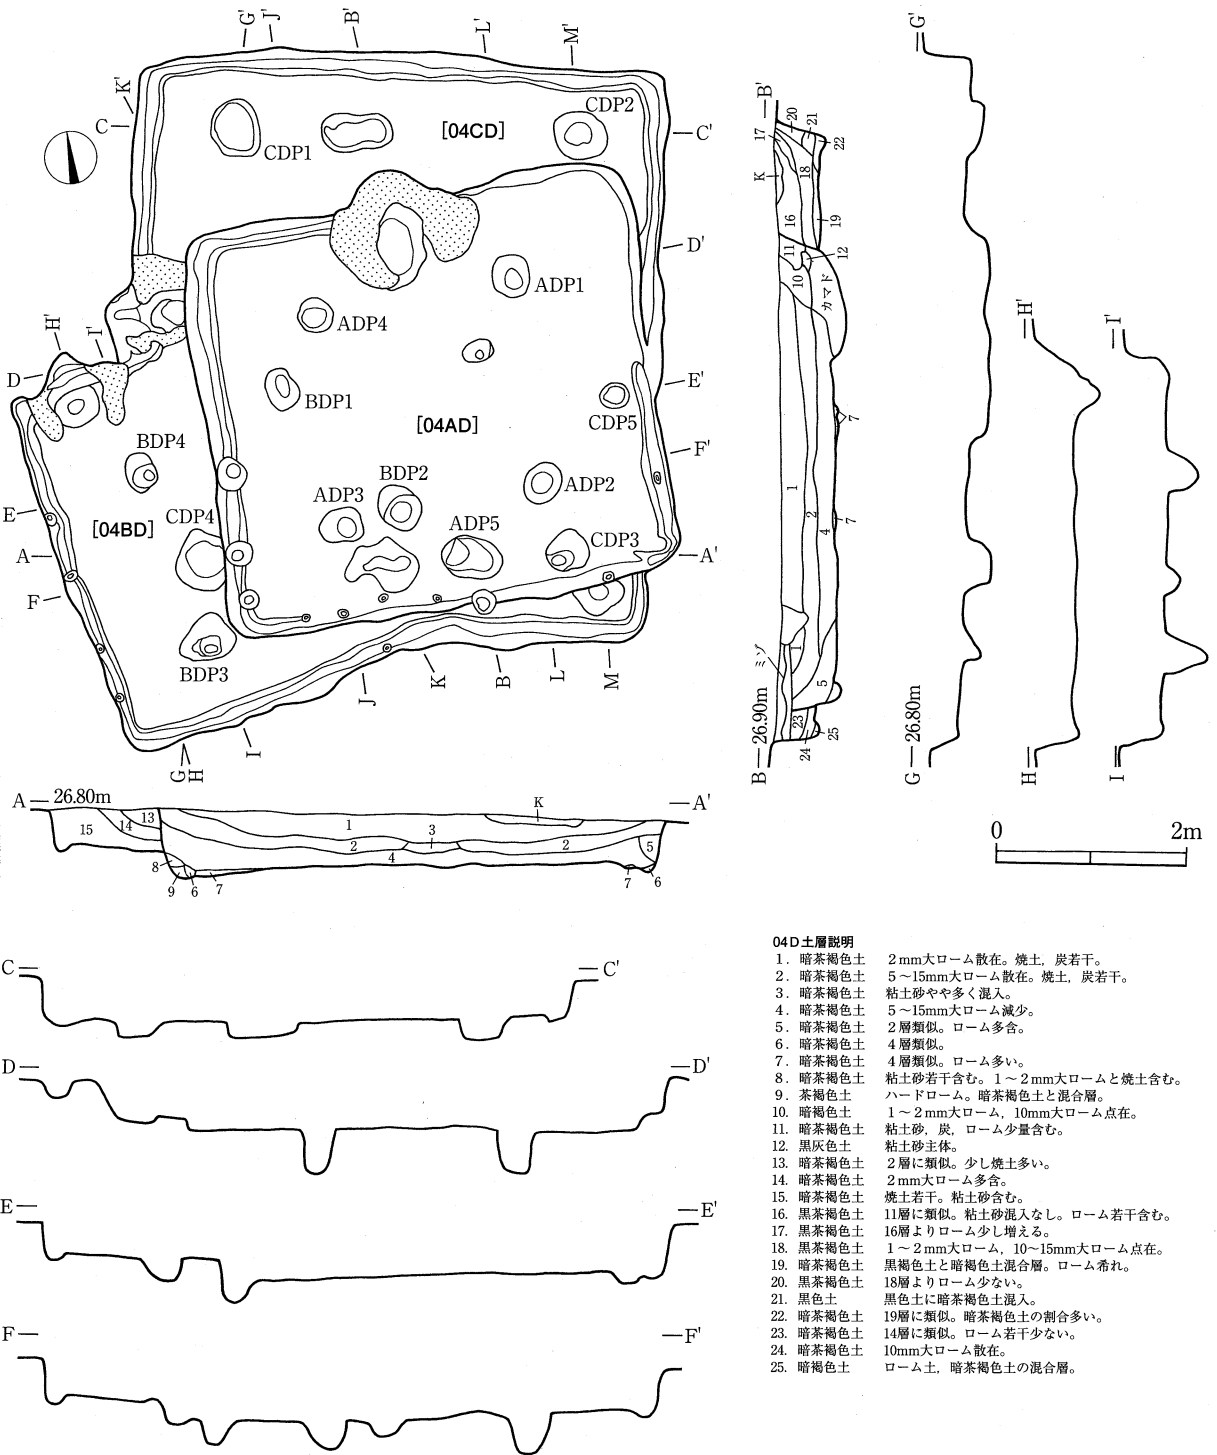 G' J' B' L' M'
K'
C C'
CDP1
[04CD]
CDP2
D'
ADP1
ADP4
H' I'
D
BDP1
E'
CDP5
[04AD]
F'
BDP4
BDP2
ADP2
ADP3
E
[04BD]
CDP4
ADP5
CDP3
A A'
F
BDP3
J K B L M
G H I
B'
17 20 21 22
K 18
16 19
11 12
10 カマド
7
1 2 4 7
ミゾ
1 5
23 24 25
B 26.90m
G'
G 26.80m
H'
H
I'
I
0 2m
A 26.80m A'
K
15 14 13 1 3
2 2 5
4
8 9 6 7 7 6
C C'
D D'
E E'
F F'
04D土層説明
1. 暗茶褐色土 2mm大ローム散在。焼土，炭若干。
2. 暗茶褐色土 5～15mm大ローム散在。焼土，炭若干。
3. 暗茶褐色土 粘土砂やや多く混入。
4. 暗茶褐色土 5～15mm大ローム減少。
5. 暗茶褐色土 2層類似。ローム多含。
6. 暗茶褐色土 4層類似。
7. 暗茶褐色土 4層類似。ローム多い。
8. 暗茶褐色土 粘土砂若干含む。1～2mm大ロームと焼土含む。
9. 茶褐色土 ハードローム。暗茶褐色土と混合層。
10. 暗褐色土 1～2mm大ローム，10mm大ローム点在。
11. 暗茶褐色土 粘土砂，炭，ローム少量含む。
12. 黒灰色土 粘土砂主体。
13. 暗茶褐色土 2層に類似。少し焼土多い。
14. 暗茶褐色土 2mm大ローム多含。
15. 暗茶褐色土 焼土若干。粘土砂含む。
16. 黒茶褐色土 11層に類似。粘土砂混入なし。ローム若干含む。
17. 黒茶褐色土 16層よりローム少し増える。
18. 黒茶褐色土 1～2mm大ローム，10～15mm大ローム点在。
19. 暗茶褐色土 黒褐色土と暗褐色土混合層。ローム希れ。
20. 黒茶褐色土 18層よりローム少ない。
21. 黒色土 黒色土に暗茶褐色土混入。
22. 暗茶褐色土 19層に類似。暗茶褐色土の割合多い。
23. 暗茶褐色土 14層に類似。ローム若干少ない。
24. 暗茶褐色土 10mm大ローム散在。
25. 暗褐色土 ローム土，暗茶褐色土の混合層。